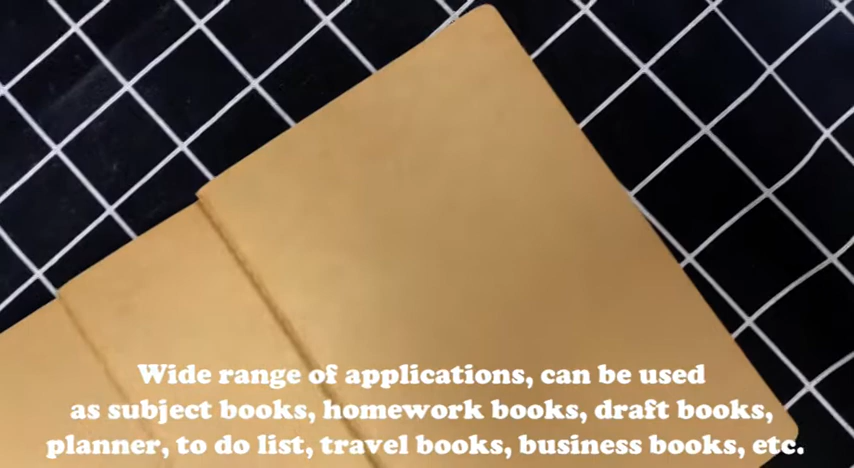 Wide range of applications, can be used
as subject books, homework books, draft books,
planner, to do list, travel books, business books, etc.